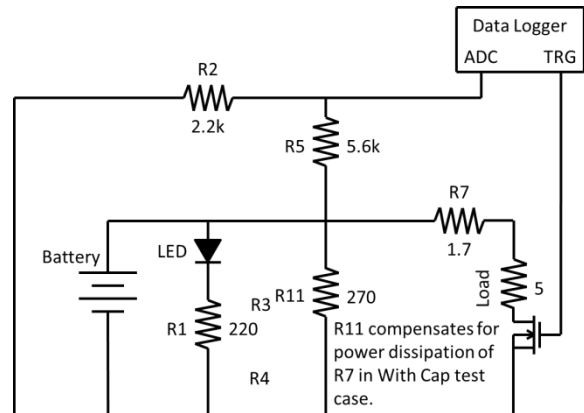 Data Logger
ADC TRG
R2
2.2k
R5 5.6k
R7
1.7
LED
Battery
Load
5
R3
R11 270
R1 220
R11 compensates for
power dissipation of
R7 in With Cap test
case.
R4